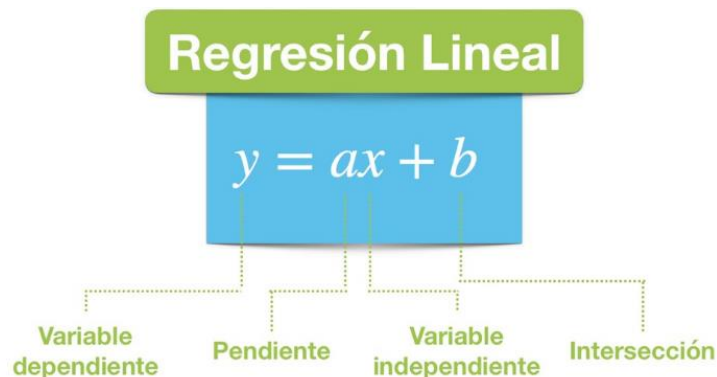 Regresión Lineal
y = ax + b
Variable dependiente
Pendiente
Variable independiente
Intersección